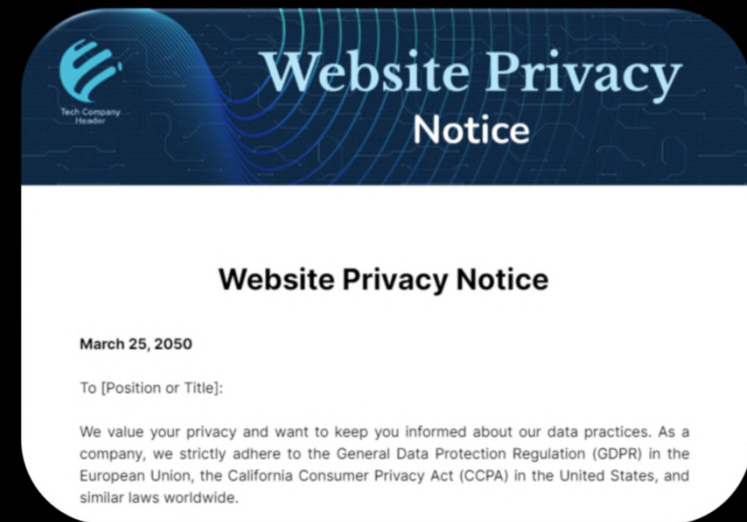 Website Privacy
Notice
Tech Company
Header
Website Privacy Notice
March 25, 2050
To [Position or Title]:
We value your privacy and want to keep you informed about our data practices. As a
company, we strictly adhere to the General Data Protection Regulation (GDPR) in the
European Union, the California Consumer Privacy Act (CCPA) in the United States, and
similar laws worldwide.